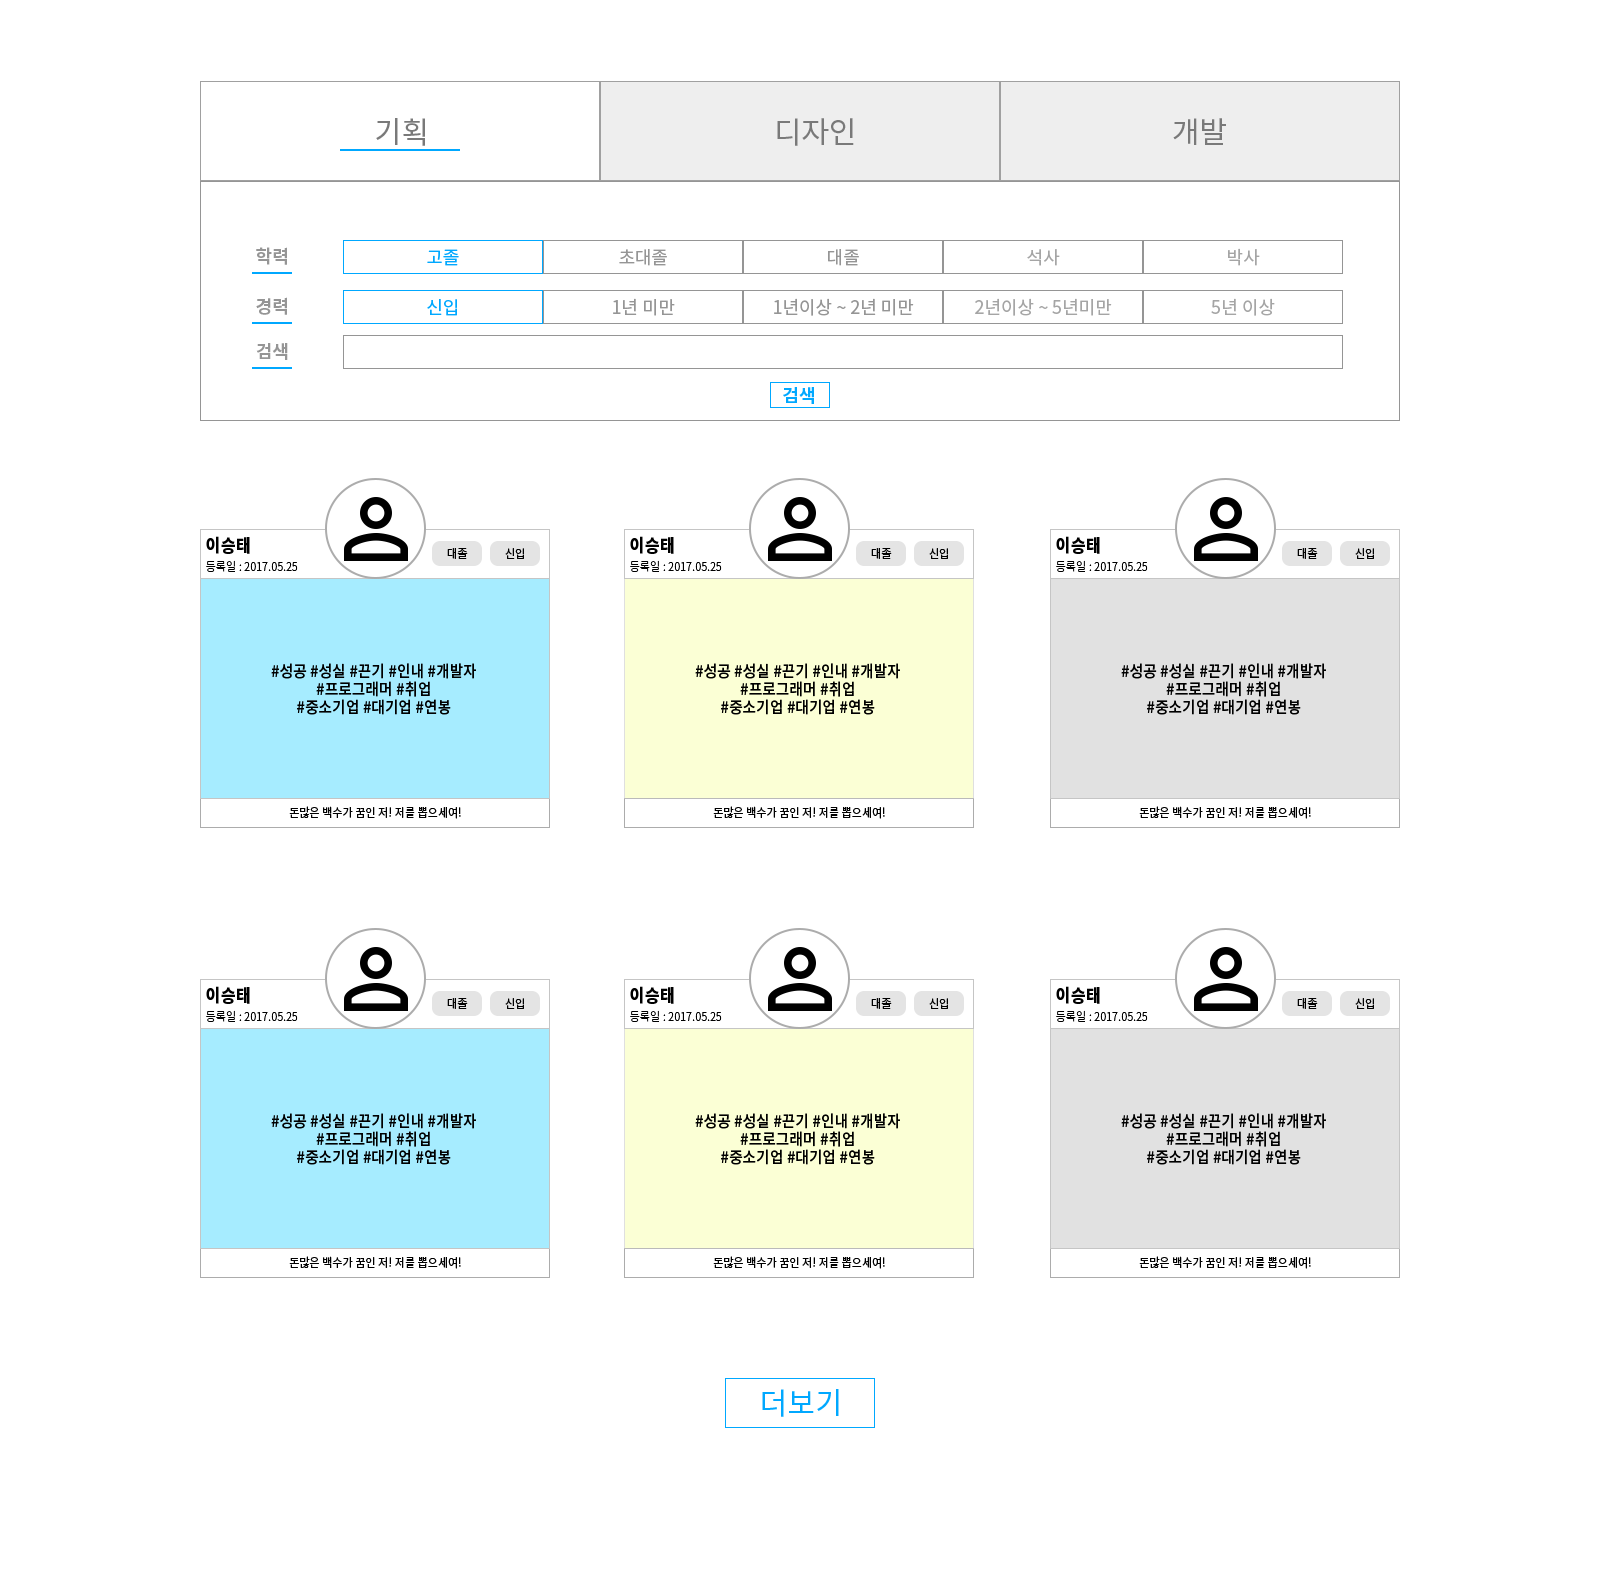 기획 디자인 개발
학력 고졸 초대졸 대졸 석사 박사
경력 신입 1년 미만 1년이상 ~ 2년 미만 2년이상 ~ 5년미만 5년 이상
검색
검색
이승태 대졸 신입
등록일 : 2017.05.25
#성공 #성실 #끈기 #인내 #개발자
#프로그래머 #취업
#중소기업 #대기업 #연봉
돈많은 백수가 꿈인 저! 저를 뽑으세여!
이승태 대졸 신입
등록일 : 2017.05.25
#성공 #성실 #끈기 #인내 #개발자
#프로그래머 #취업
#중소기업 #대기업 #연봉
돈많은 백수가 꿈인 저! 저를 뽑으세여!
이승태 대졸 신입
등록일 : 2017.05.25
#성공 #성실 #끈기 #인내 #개발자
#프로그래머 #취업
#중소기업 #대기업 #연봉
돈많은 백수가 꿈인 저! 저를 뽑으세여!
이승태 대졸 신입
등록일 : 2017.05.25
#성공 #성실 #끈기 #인내 #개발자
#프로그래머 #취업
#중소기업 #대기업 #연봉
돈많은 백수가 꿈인 저! 저를 뽑으세여!
이승태 대졸 신입
등록일 : 2017.05.25
#성공 #성실 #끈기 #인내 #개발자
#프로그래머 #취업
#중소기업 #대기업 #연봉
돈많은 백수가 꿈인 저! 저를 뽑으세여!
이승태 대졸 신입
등록일 : 2017.05.25
#성공 #성실 #끈기 #인내 #개발자
#프로그래머 #취업
#중소기업 #대기업 #연봉
돈많은 백수가 꿈인 저! 저를 뽑으세여!
더보기